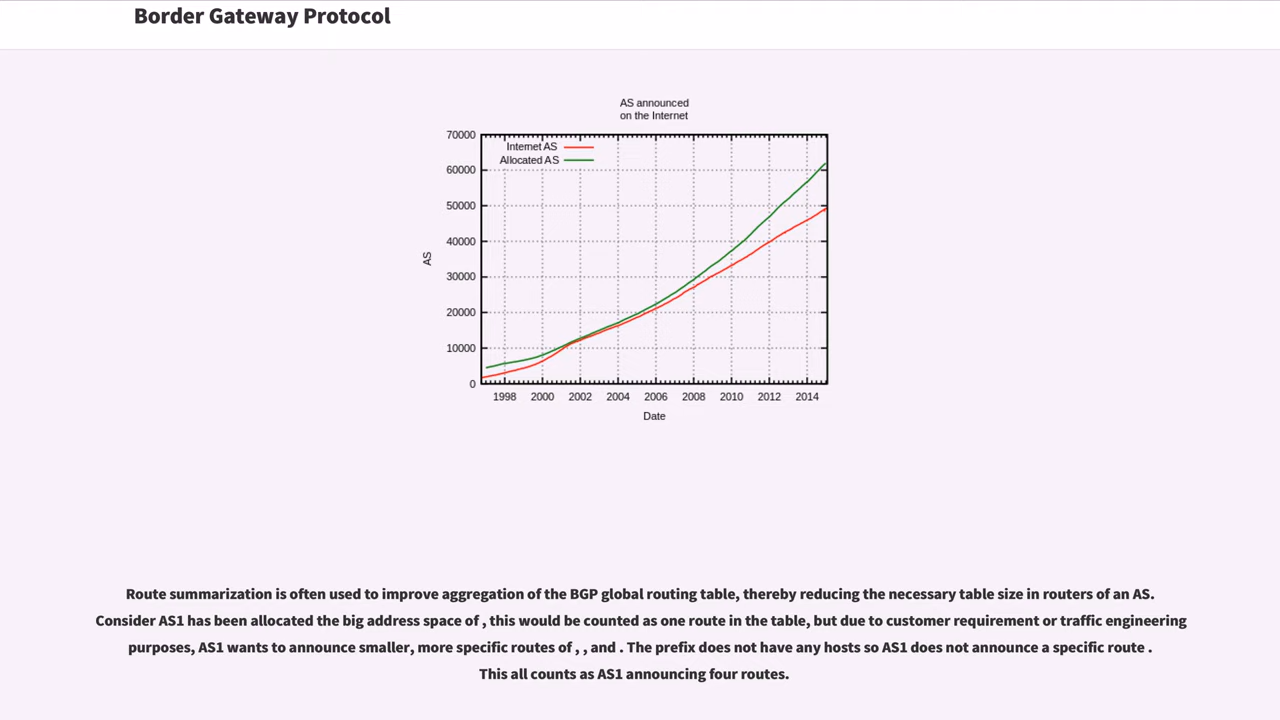 Border Gateway Protocol
AS announced
on the Internet
70000
Internet AS
Allocated AS
60000
50000
40000
AS
30000
20000
10000
0
1998 2000 2002 2004 2006 2008 2010 2012 2014
Date
Route summarization is often used to improve aggregation of the BGP global routing table, thereby reducing the necessary table size in routers of an AS.
Consider AS1 has been allocated the big address space of , this would be counted as one route in the table, but due to customer requirement or traffic engineering
purposes, AS1 wants to announce smaller, more specific routes of , , and . The prefix does not have any hosts so AS1 does not announce a specific route .
This all counts as AS1 announcing four routes.